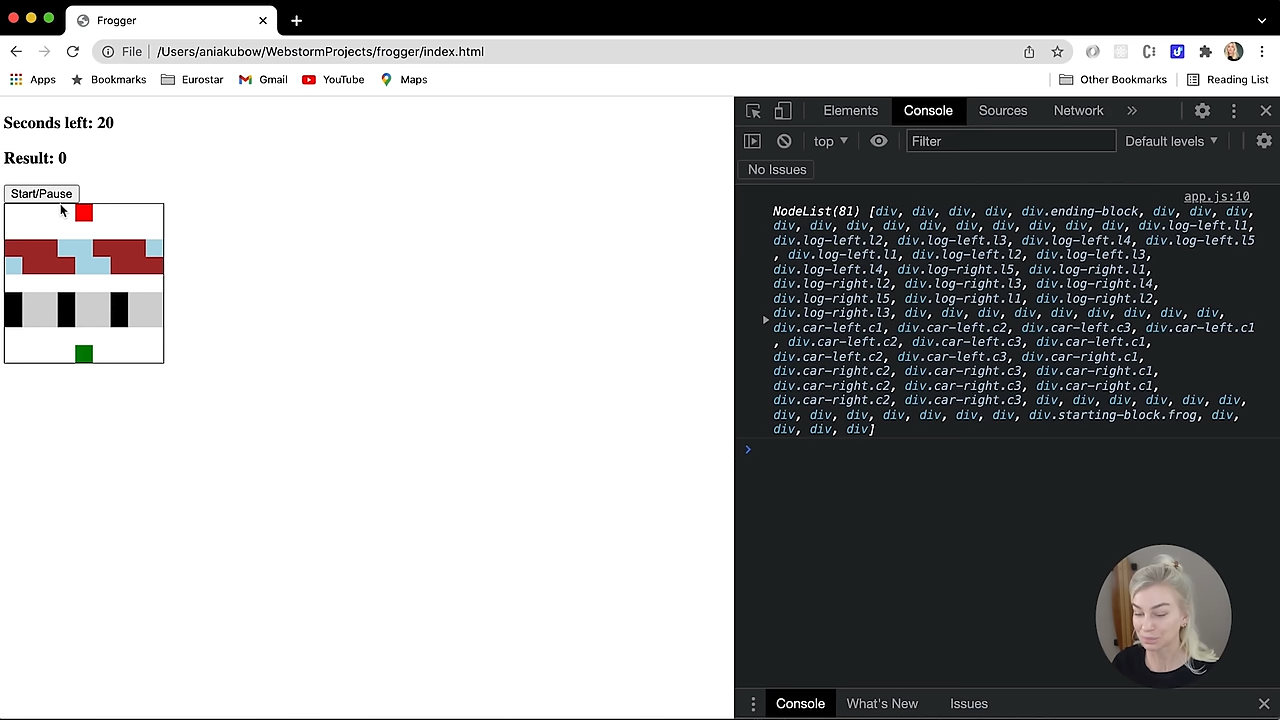 Frogger
File
/Users/aniakubow/WebstormProjects/frogger/index.html
Apps Bookmarks Eurostar Gmail YouTube Maps Other Bookmarks Reading List
Seconds left: 20
Result: 0
Start/Pause
Elements Console Sources Network
top Filter Default levels
No Issues
app.js:10
NodeList(81) [div, div, div, div, div.ending-block, div, div, div,
div, div, div, div, div, div, div, div, div, div, div.log-left.l1,
div.log-left.l2, div.log-left.l3, div.log-left.l4, div.log-left.l5
, div.log-left.l1, div.log-left.l2, div.log-left.l3,
div.log-left.l4, div.log-right.l5, div.log-right.l1,
div.log-right.l2, div.log-right.l3, div.log-right.l4,
div.log-right.l5, div.log-right.l1, div.log-right.l2,
div.log-right.l3, div, div, div, div, div, div, div, div, div,
div.car-left.c1, div.car-left.c2, div.car-left.c3, div.car-left.c1
, div.car-left.c2, div.car-left.c3, div.car-left.c1,
div.car-left.c2, div.car-left.c3, div.car-right.c1,
div.car-right.c2, div.car-right.c3, div.car-right.c1,
div.car-right.c2, div.car-right.c3, div.car-right.c1,
div.car-right.c2, div.car-right.c3, div, div, div, div, div, div,
div, div, div, div, div, div, div, div.starting-block.frog, div,
div, div, div]
Console What's New Issues